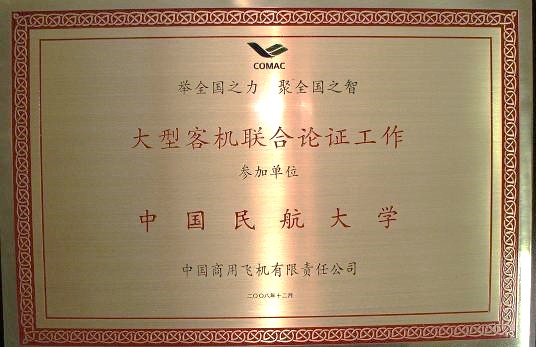 COMAC
举全国之力 聚全国之智
大型客机联合论证工作
参加单位
中国民航大学
中国商用飞机有限责任公司
二〇〇八年十二月